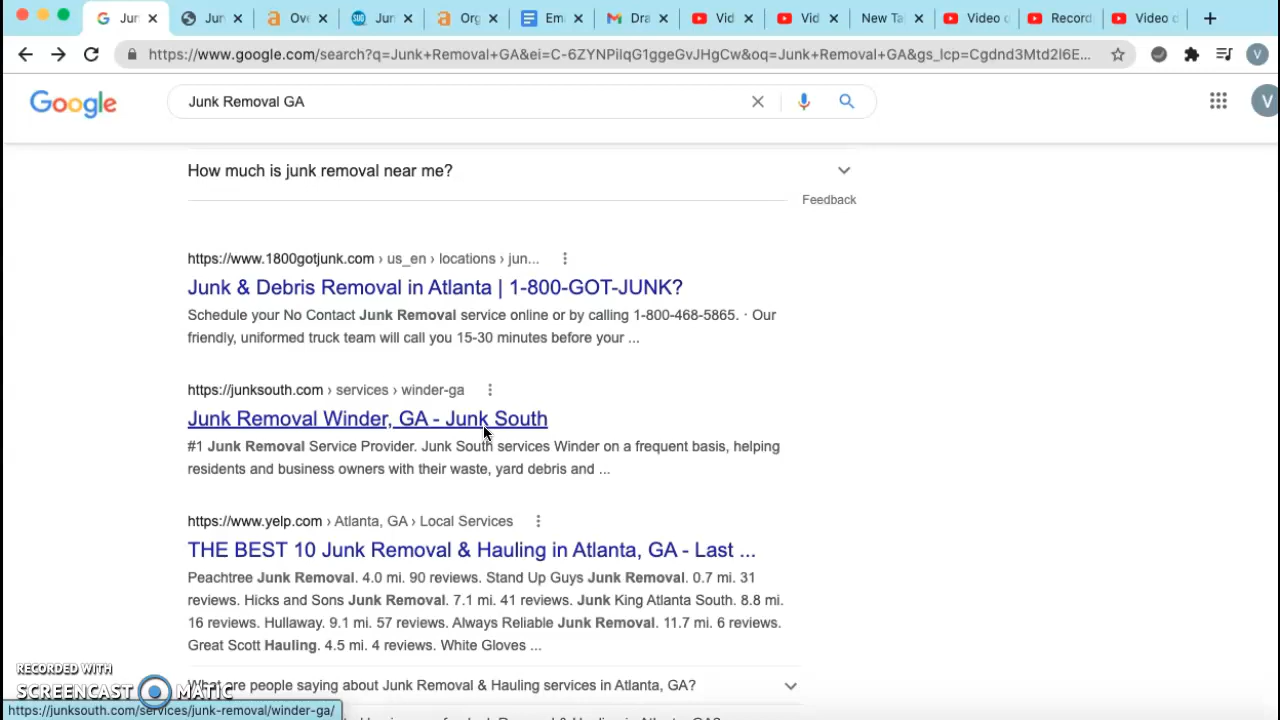 Jun
Jun
Ove
Jun
Org
Em
Dra
Vid
Vid
New Ta
Video o
Record
Video o
https://www.google.com/search?q=Junk+Removal+GA&ei=C-6ZYNPilqG1ggeGvJHgCw&oq=Junk+Removal+GA&gs_lcp=Cgdnd3Mtd2l6E...
V
Google
Junk Removal GA
V
How much is junk removal near me?
Feedback
https://www.1800gotjunk.com › us_en › locations › jun...
Junk & Debris Removal in Atlanta | 1-800-GOT-JUNK?
Schedule your No Contact Junk Removal service online or by calling 1-800-468-5865. · Our
friendly, uniformed truck team will call you 15-30 minutes before your ...
https://junksouth.com › services › winder-ga
Junk Removal Winder, GA - Junk South
#1 Junk Removal Service Provider. Junk South services Winder on a frequent basis, helping
residents and business owners with their waste, yard debris and ...
https://www.yelp.com › Atlanta, GA › Local Services
THE BEST 10 Junk Removal & Hauling in Atlanta, GA - Last ...
Peachtree Junk Removal. 4.0 mi. 90 reviews. Stand Up Guys Junk Removal. 0.7 mi. 31
reviews. Hicks and Sons Junk Removal. 7.1 mi. 41 reviews. Junk King Atlanta South. 8.8 mi.
16 reviews. Hullaway. 9.1 mi. 57 reviews. Always Reliable Junk Removal. 11.7 mi. 6 reviews.
Great Scott Hauling. 4.5 mi. 4 reviews. White Gloves ...
RECORDED WITH
SCREENCAST MATIC
What are people saying about Junk Removal & Hauling services in Atlanta, GA?
https://junksouth.com/services/junk-removal/winder-ga/